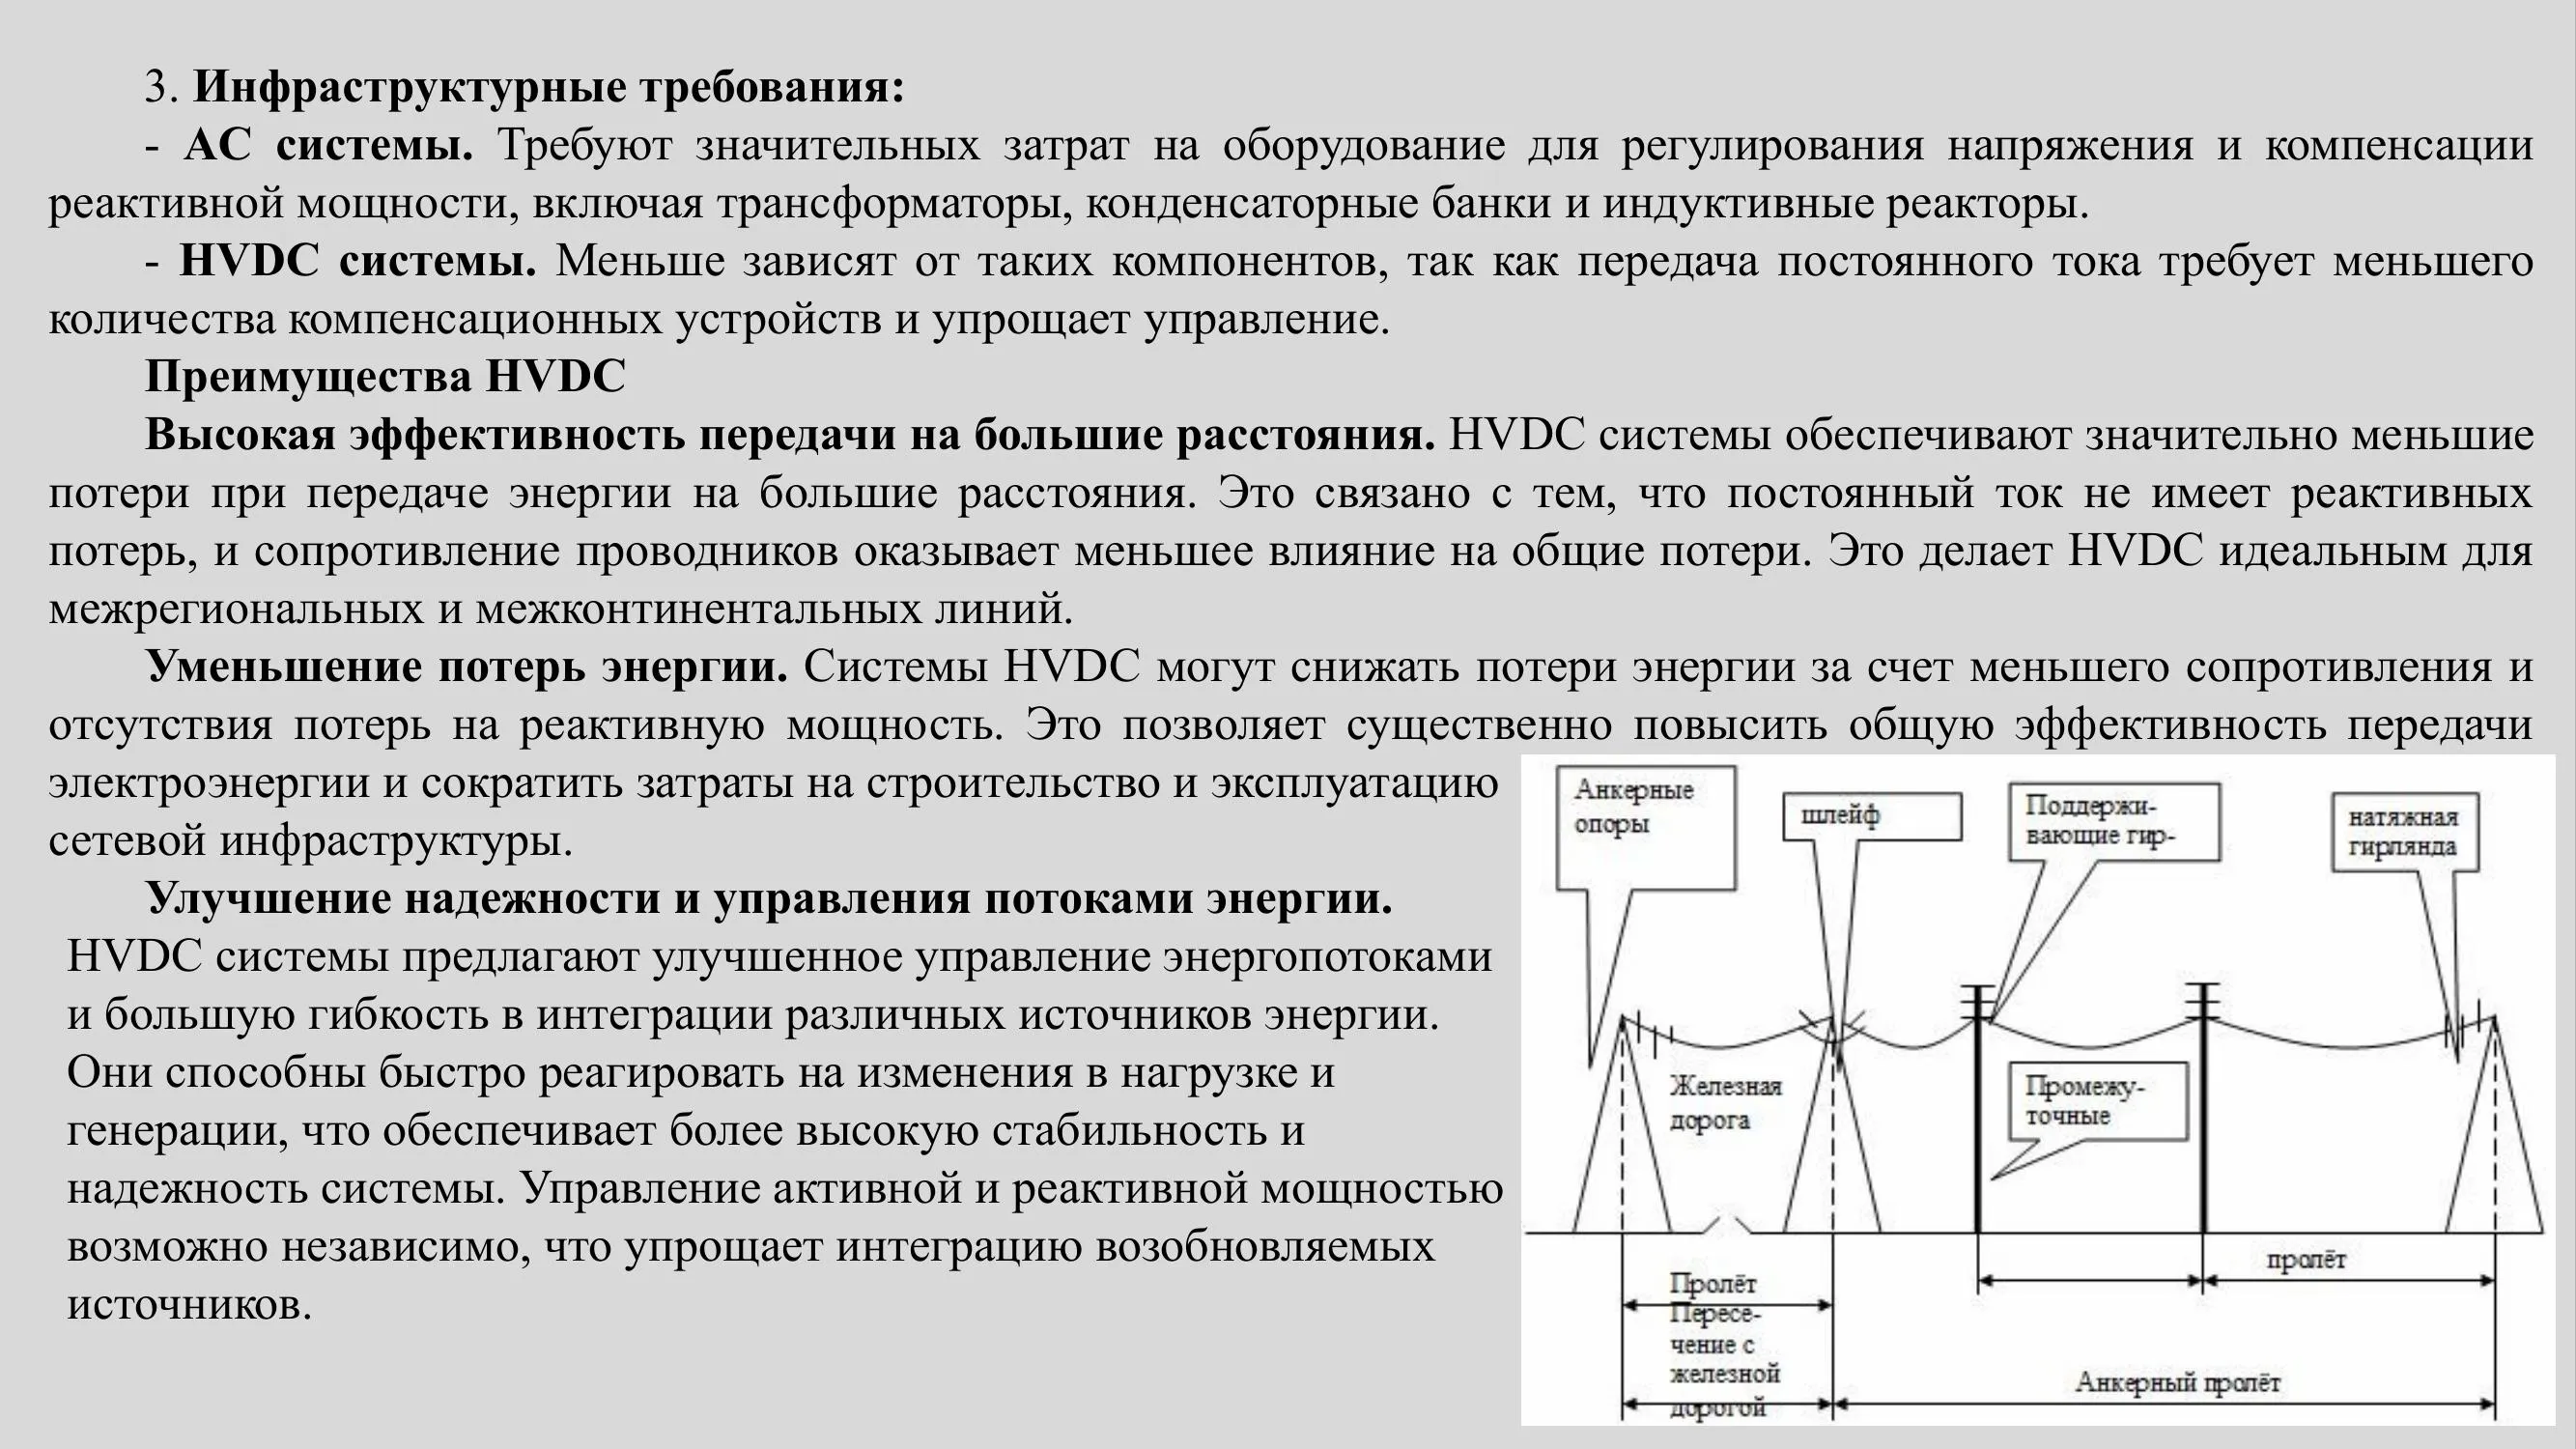 3. Инфраструктурные требования:
- АС системы. Требуют значительных затрат на оборудование для регулирования напряжения и компенсации
реактивной мощности, включая трансформаторы, конденсаторные банки и индуктивные реакторы.
- HVDC системы. Меньше зависят от таких компонентов, так как передача постоянного тока требует меньшего
количества компенсационных устройств и упрощает управление.
Преимущества HVDC
Высокая эффективность передачи на большие расстояния. HVDC системы обеспечивают значительно меньшие
потери при передаче энергии на большие расстояния. Это связано с тем, что постоянный ток не имеет реактивных
потерь, и сопротивление проводников оказывает меньшее влияние на общие потери. Это делает HVDC идеальным для
межрегиональных и межконтинентальных линий.
Уменьшение потерь энергии. Системы HVDC могут снижать потери энергии за счет меньшего сопротивления и
отсутствия потерь на реактивную мощность. Это позволяет существенно повысить общую эффективность передачи
электроэнергии и сократить затраты на строительство и эксплуатацию
сетевой инфраструктуры.
Улучшение надежности и управления потоками энергии.
HVDC системы предлагают улучшенное управление энергопотоками
и большую гибкость в интеграции различных источников энергии.
Они способны быстро реагировать на изменения в нагрузке и
генерации, что обеспечивает более высокую стабильность и
надежность системы. Управление активной и реактивной мощностью
возможно независимо, что упрощает интеграцию возобновляемых
источников.
Анкерные
опоры
шлейф
Поддержи-
вающие гир-
натяжная
гирлянда
Железная
дорога
Промежу-
точные
пролёт
Пролёт
Пересе-
чение с
железной
дорогой
Анкерный пролёт